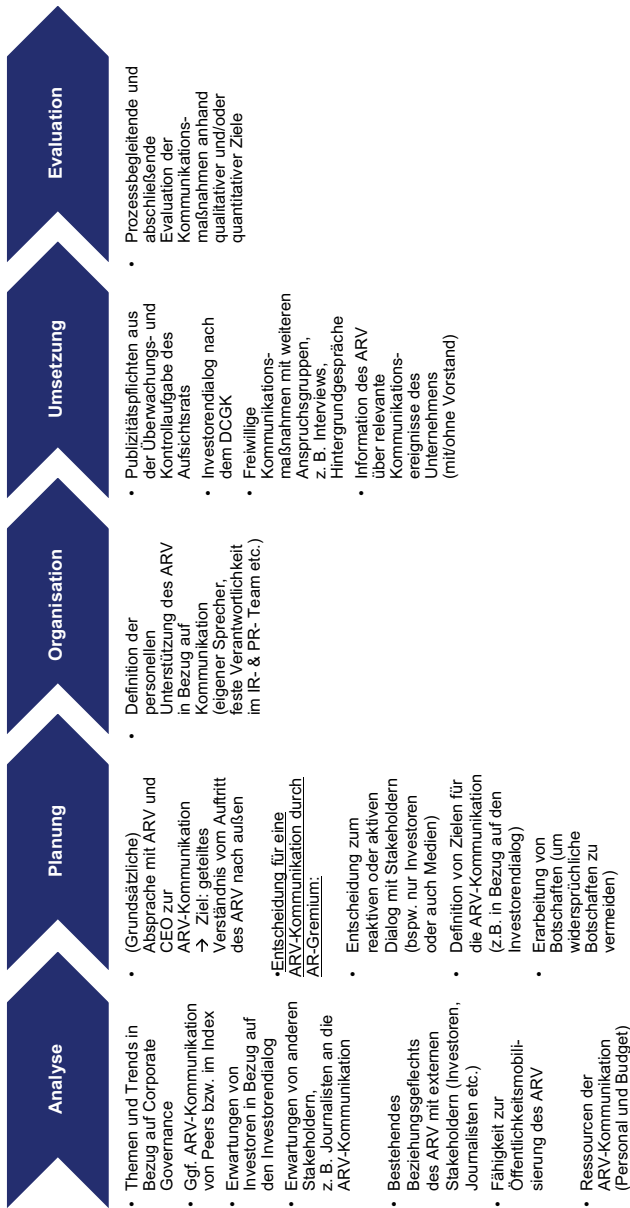 Analyse
• Themen und Trends in
Bezug auf Corporate
Governance
• Ggf. ARV-Kommunikation
von Peers bzw. im Index
• Erwartungen von
Investoren in Bezug auf
den Investorendialog
• Erwartungen von anderen
Stakeholdern,
z. B. Journalisten an die
ARV-Kommunikation
• Bestehendes
Beziehungsgeflechts
des ARV mit externen
Stakeholdern (Investoren,
Journalisten etc.)
• Fähigkeit zur
Öffentlichkeitsmobili-
sierung des ARV
• Ressourcen der
ARV-Kommunikation
(Personal und Budget)
Planung
• (Grundsätzliche)
Absprache mit ARV und
CEO zur
ARV-Kommunikation
→ Ziel: geteiltes
Verständnis vom Auftritt
des ARV nach außen
•Entscheidung für eine
ARV-Kommunikation durch
AR-Gremium:
• Entscheidung zum
reaktiven oder aktiven
Dialog mit Stakeholdern
(bspw. nur Investoren
oder auch Medien)
• Definition von Zielen für
die ARV-Kommunikation
(z.B. in Bezug auf den
Investorendialog)
• Erarbeitung von
Botschaften (um
widersprüchliche
Botschaften zu
vermeiden)
Organisation
• Definition der
personellen
Unterstützung des ARV
in Bezug auf
Kommunikation
(eigener Sprecher,
feste Verantwortlichkeit
im IR- & PR- Team etc.)
Umsetzung
• Publizitätspflichten aus
der Überwachungs- und
Kontrollaufgabe des
Aufsichtsrats
• Investorendialog nach
dem DCGK
• Freiwillige
Kommunikations-
maßnahmen mit weiteren
Anspruchsgruppen,
z. B. Interviews,
Hintergrundgespräche
• Information des ARV
über relevante
Kommunikations-
ereignisse des
Unternehmens
(mit/ohne Vorstand)
Evaluation
• Prozessbegleitende und
abschließende
Evaluation der
Kommunikations-
maßnahmen anhand
qualitativer und/oder
quantitativer Ziele